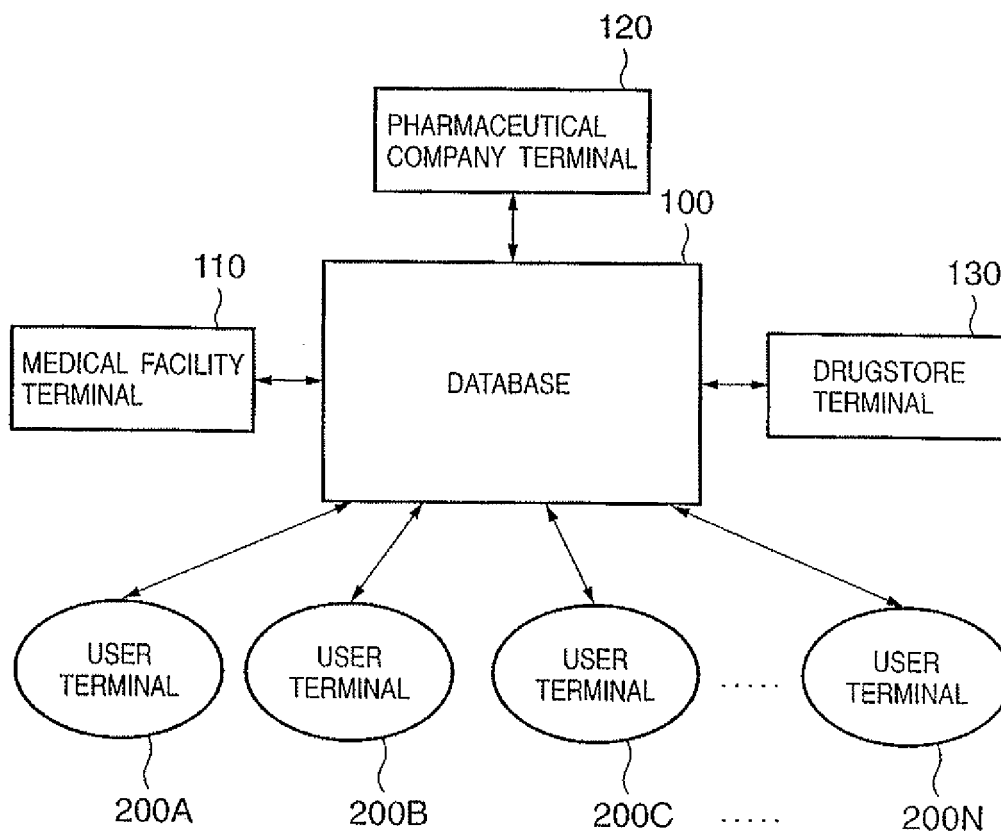 120
PHARMACEUTICAL
COMPANY TERMINAL
100
110
130
MEDICAL FACILITY
TERMINAL
DATABASE
DRUGSTORE
TERMINAL
USER
TERMINAL
USER
TERMINAL
USER
TERMINAL
.....
USER
TERMINAL
200A
200B
200C
.....
200N